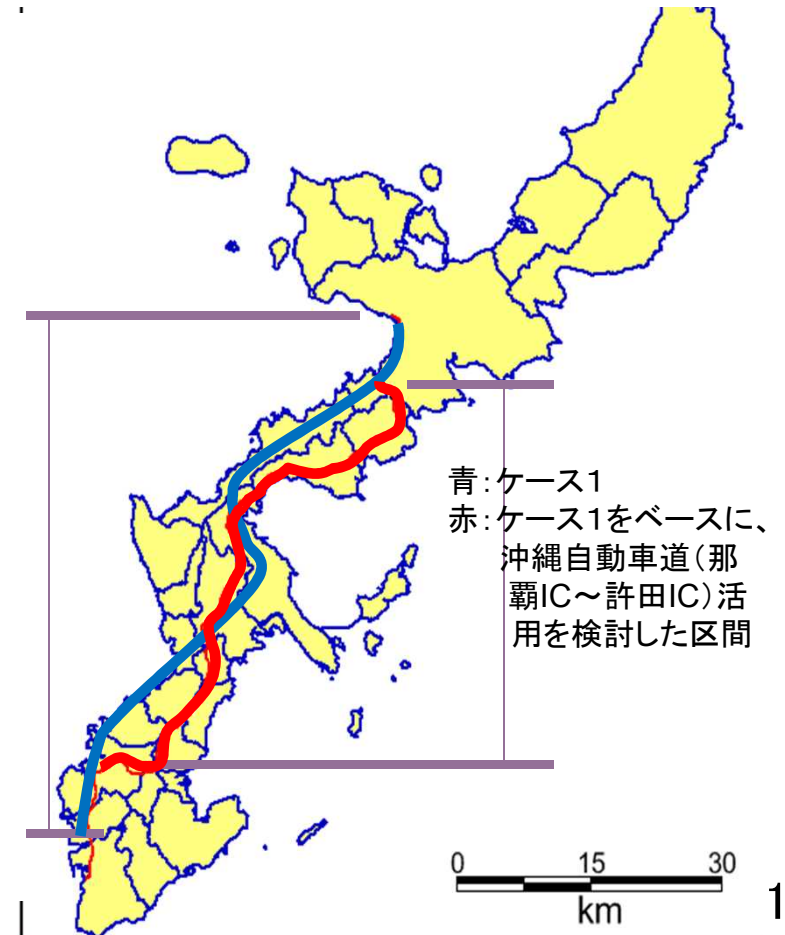 青：ケース1
赤：ケース1をベースに、
沖縄自動車道（那
覇IC～許田IC）活
用を検討した区間
0 15 30
km
1